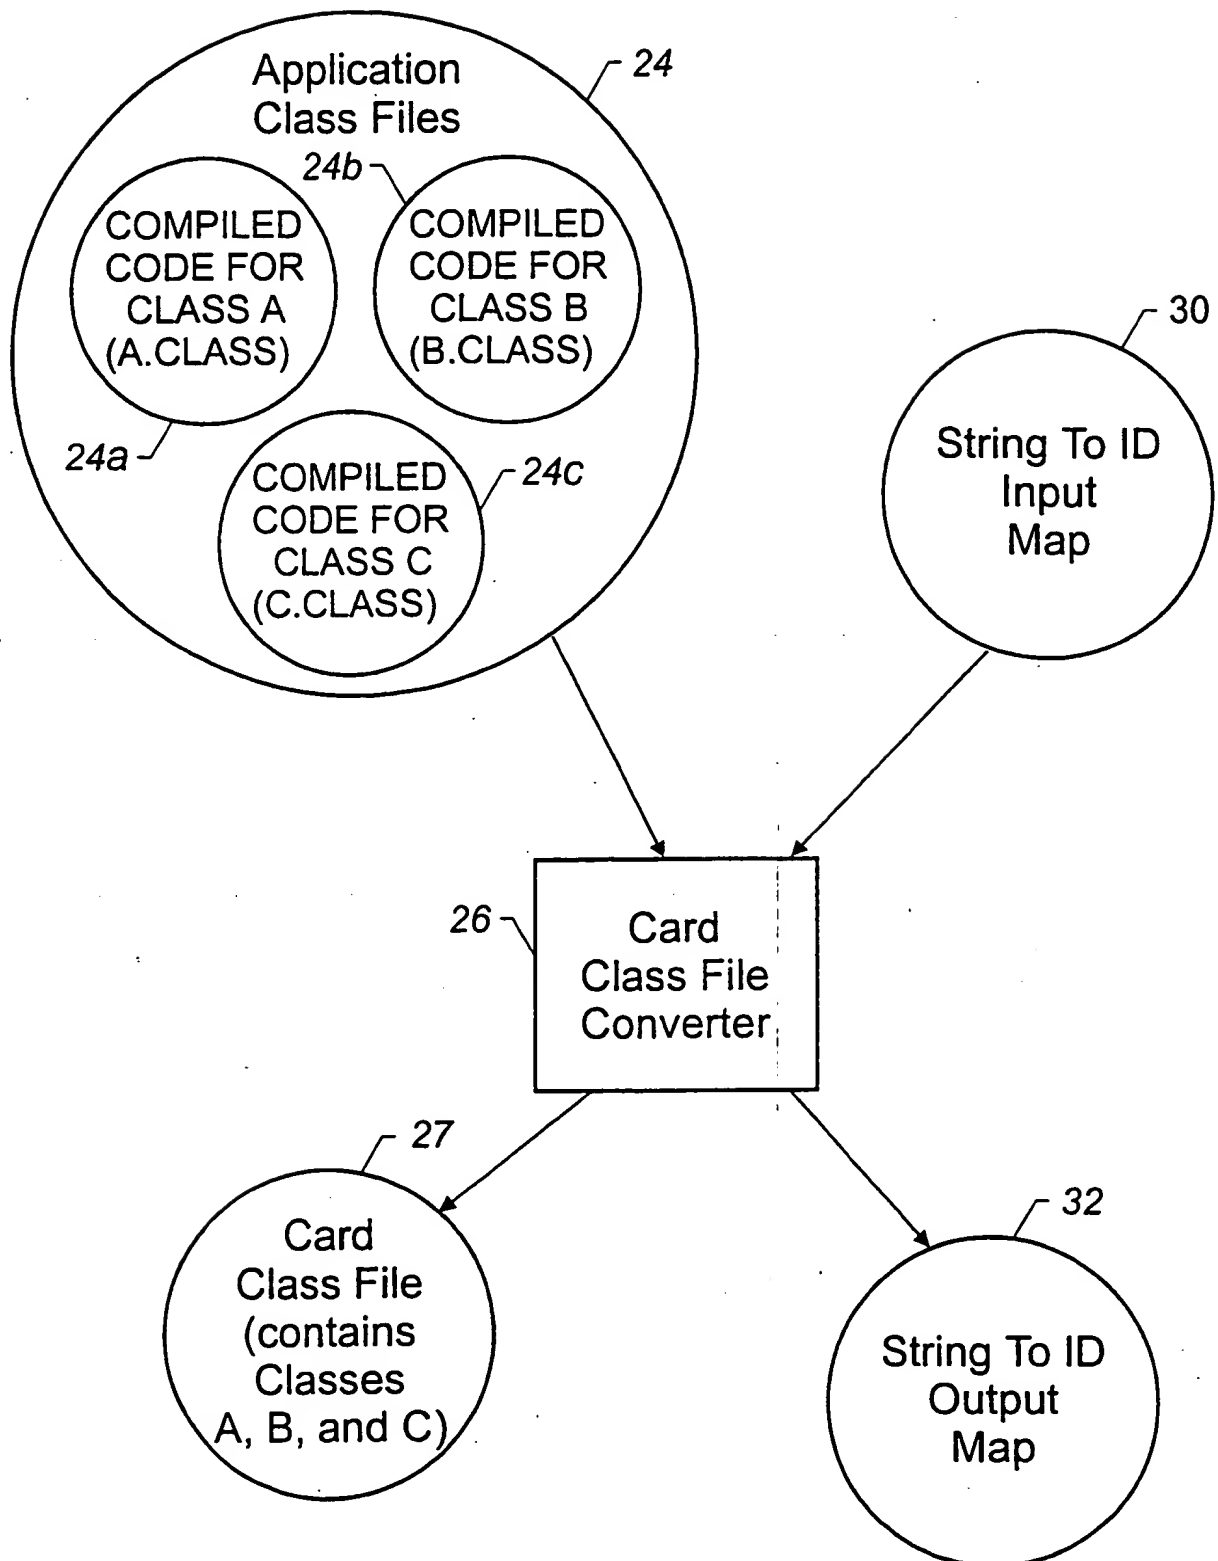 Application
Class Files
24
24b
COMPILED
CODE FOR
CLASS A
(A.CLASS)
COMPILED
CODE FOR
CLASS B
(B.CLASS)
24a
COMPILED
CODE FOR
CLASS C
(C.CLASS)
24c
30
String To ID
Input
Map
26
Card
Class File
Converter
27
Card
Class File
(contains
Classes
A, B, and C)
32
String To ID
Output
Map